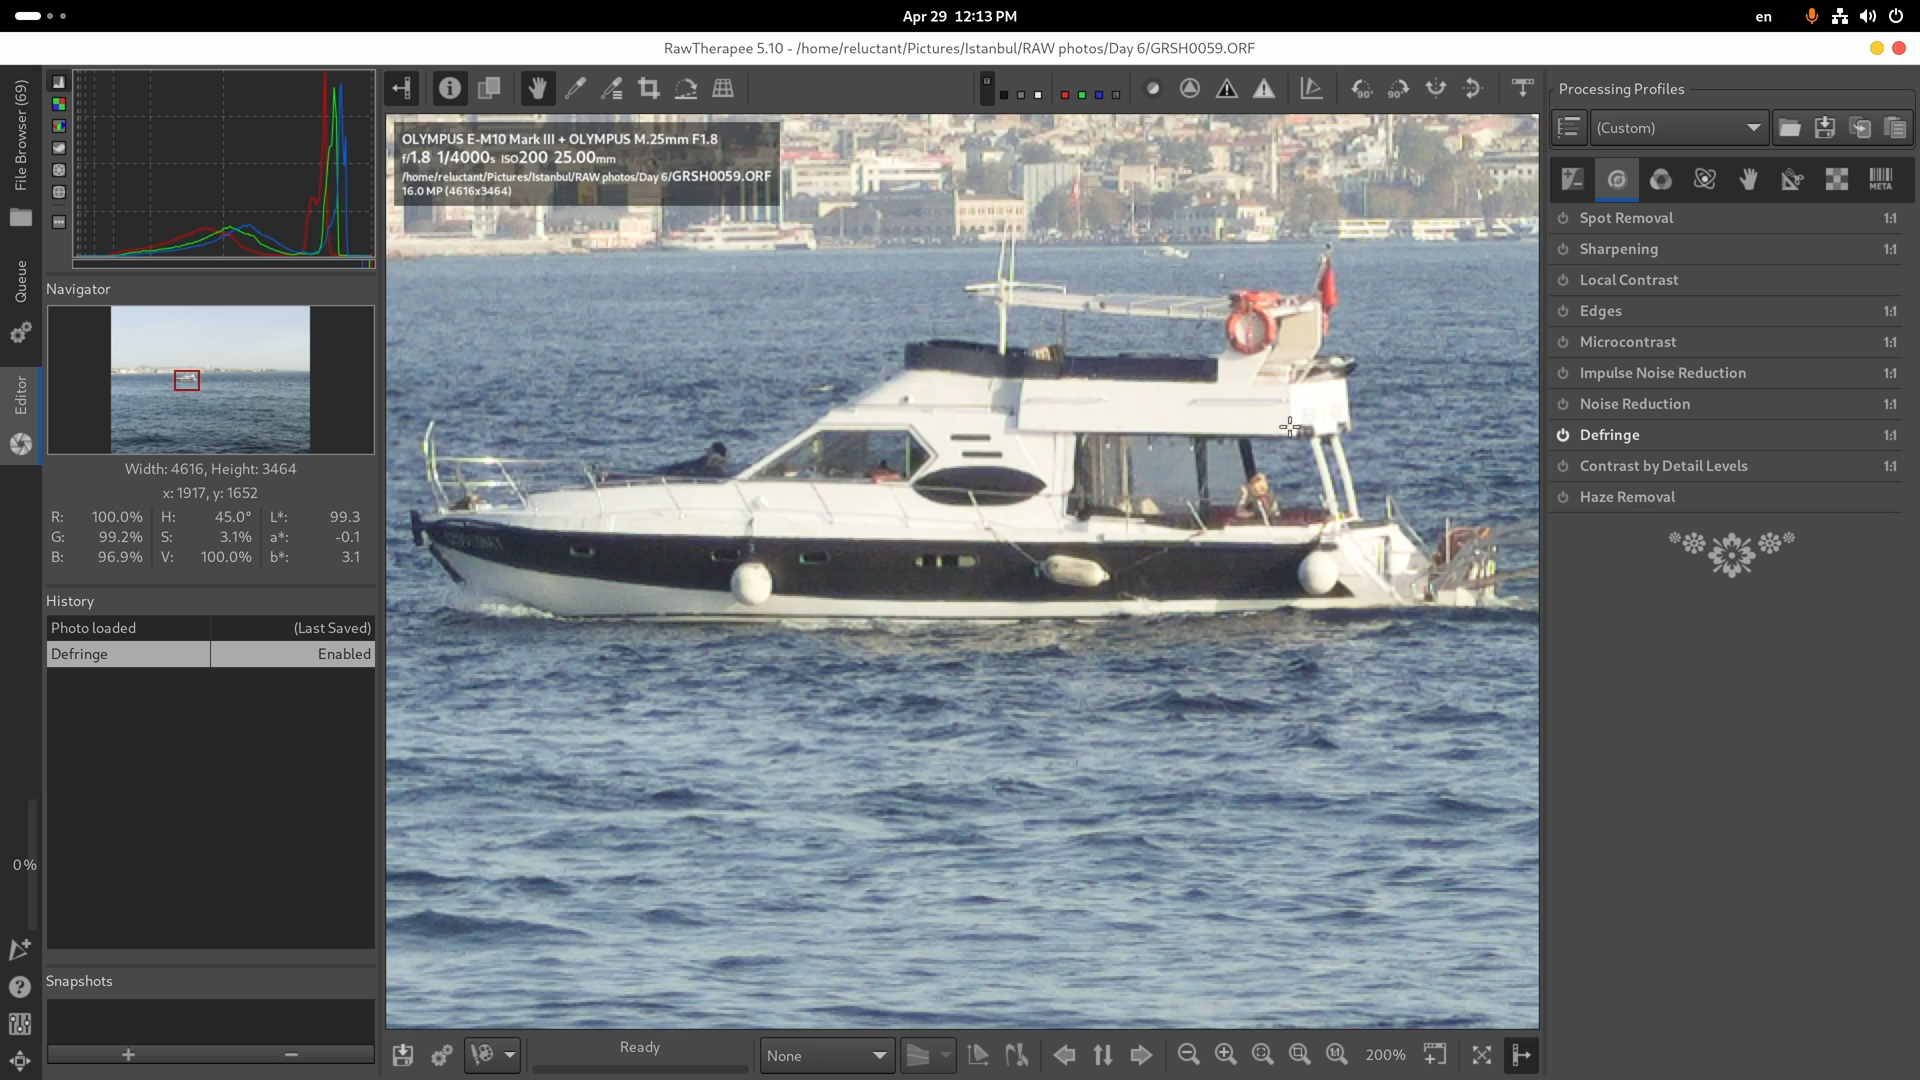 Apr 29 12:13 PM
en
RawTherapee 5.10 - /home/reluctant/Pictures/Istanbul/RAW photos/Day 6/GRSH0059.ORF
File Browser (69)
Queue
Editor
0%
Navigator
Width: 4616, Height: 3464
x: 1917, y: 1652
R: 100.0% H: 45.0° L*: 99.3
G: 99.2% S: 3.1% a*: -0.1
B: 96.9% V: 100.0% b*: 3.1
History
Photo loaded (Last Saved)
Defringe Enabled
Snapshots
OLYMPUS E-M10 Mark III + OLYMPUS M.25mm F1.8
f/1.8 1/4000s ISO200 25.00mm
/home/reluctant/Pictures/Istanbul/RAW photos/Day 6/GRSH0059.ORF
16.0 MP (4616x3464)
90° 90°
Ready
None
1:1
200%
Processing Profiles
(Custom)
META
Spot Removal 1:1
Sharpening 1:1
Local Contrast
Edges 1:1
Microcontrast 1:1
Impulse Noise Reduction 1:1
Noise Reduction 1:1
Defringe 1:1
Contrast by Detail Levels 1:1
Haze Removal